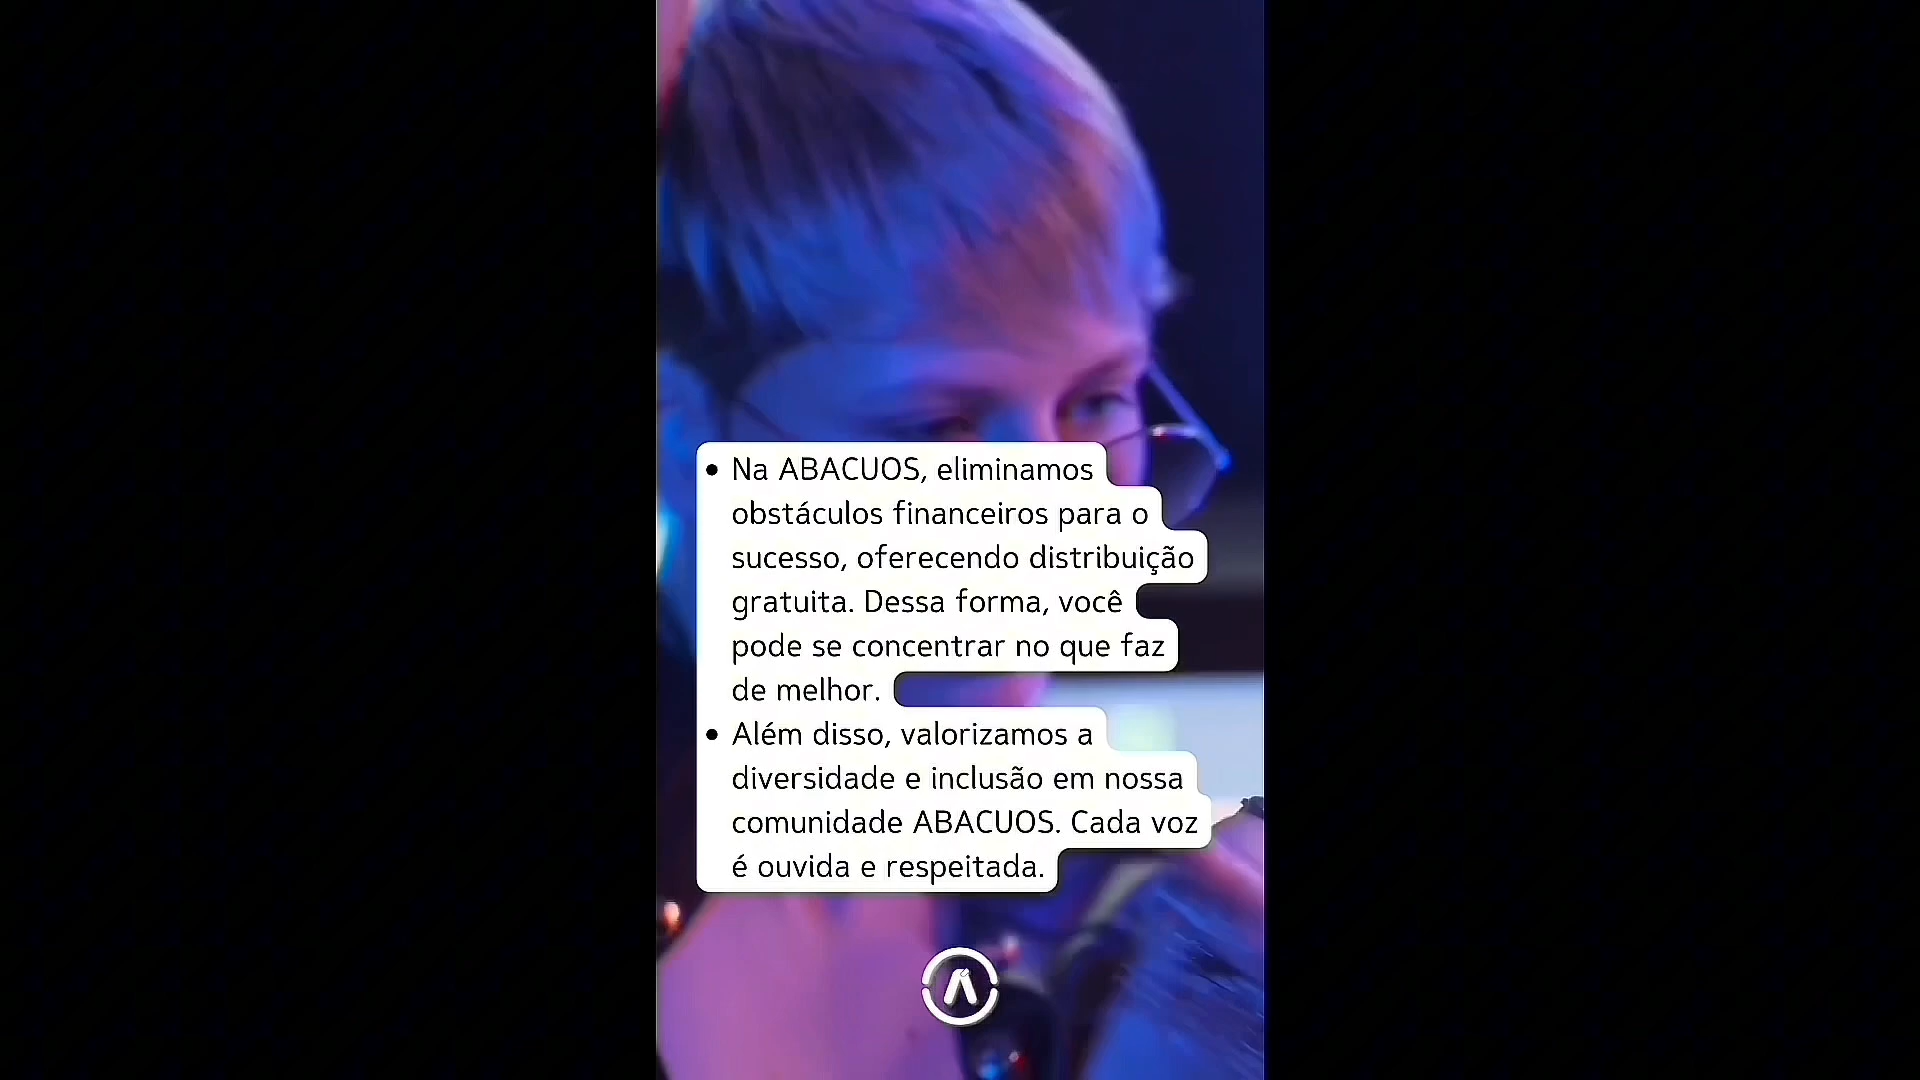 • Na ABACUOS, eliminamos
obstáculos financeiros para o
sucesso, oferecendo distribuição
gratuita. Dessa forma, você
pode se concentrar no que faz
de melhor.
• Além disso, valorizamos a
diversidade e inclusão em nossa
comunidade ABACUOS. Cada voz
é ouvida e respeitada.